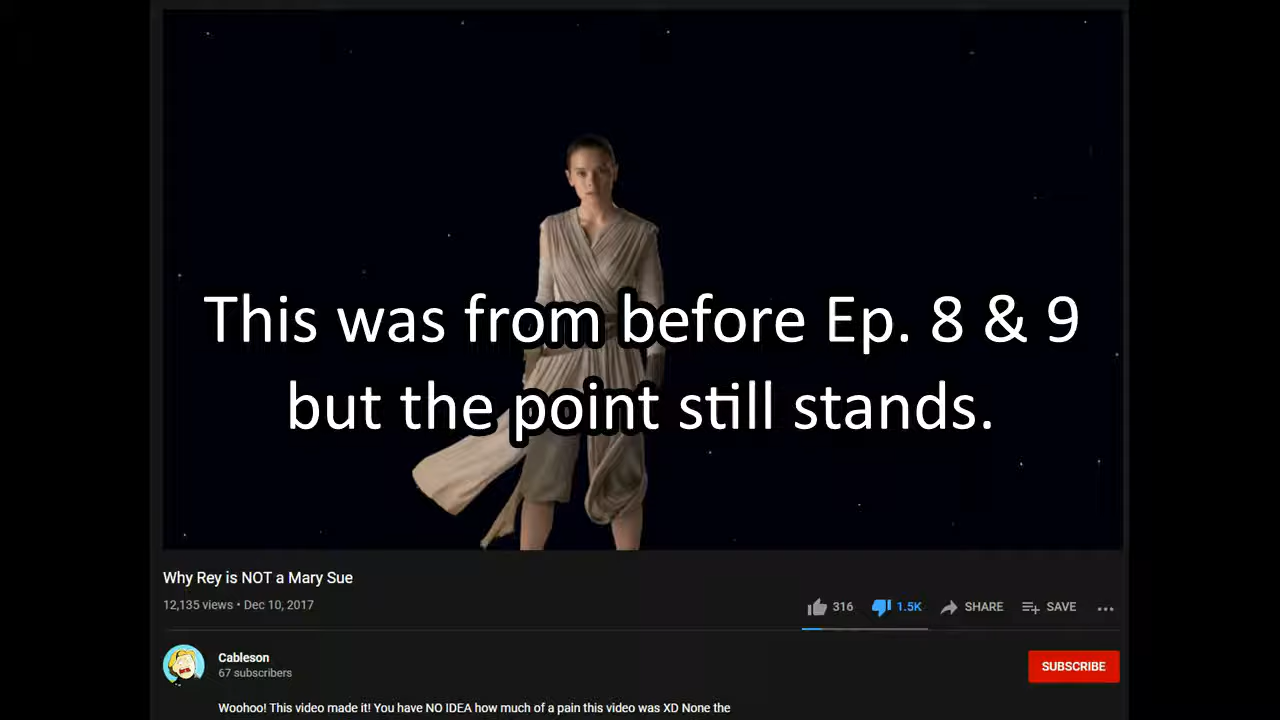 This was from before Ep. 8 & 9
but the point still stands.
Why Rey is NOT a Mary Sue
12,135 views • Dec 10, 2017
316
1.5K
SHARE
SAVE
Cableson
67 subscribers
SUBSCRIBE
Woohoo! This video made it! You have NO IDEA how much of a pain this video was XD None the